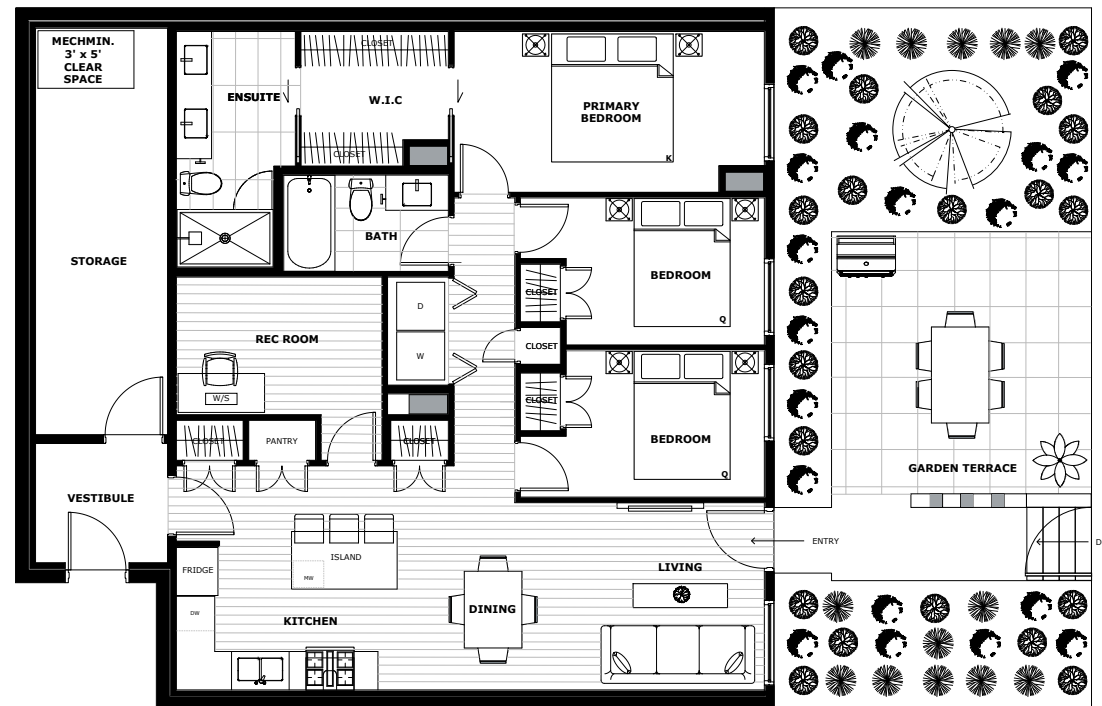 MECHMIN.
3' x 5'
CLEAR
SPACE
CLOSET
ENSUITE
W.I.C
CLOSET
PRIMARY
BEDROOM
K
BATH
STORAGE
BEDROOM
Q
CLOSET
D
W
REC ROOM
CLOSET
W/S
CLOSET
BEDROOM
Q
CLOSET
PANTRY
CLOSET
GARDEN TERRACE
VESTIBULE
ENTRY
D
ISLAND
MW
FRIDGE
LIVING
DW
DINING
KITCHEN